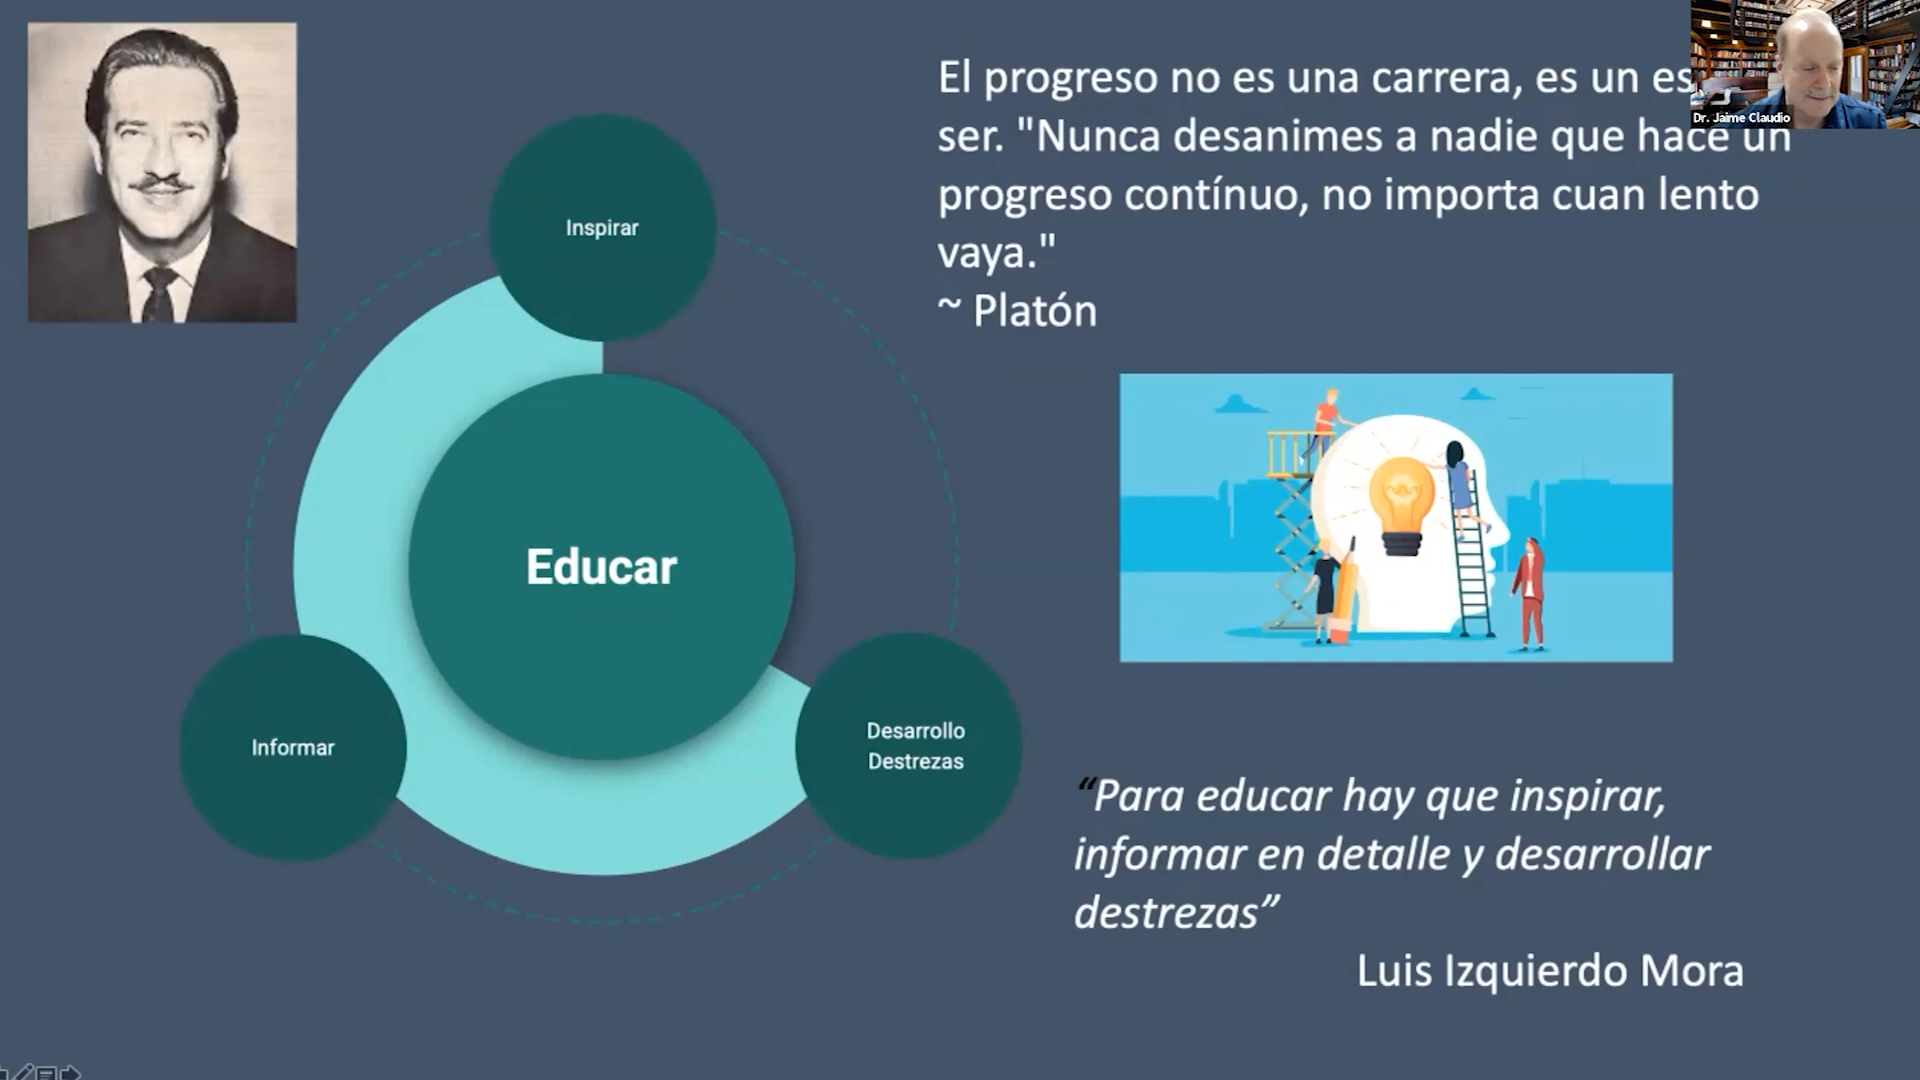 El progreso no es una carrera, es un
ser. "Nunca desanimes a nadie que hace un
progreso contínuo, no importa cuan lento
vaya."
~ Platón
Dr. Jaime Claudio
Inspirar
Educar
Informar
Desarrollo
Destrezas
“Para educar hay que inspirar,
informar en detalle y desarrollar
destrezas”
Luis Izquierdo Mora